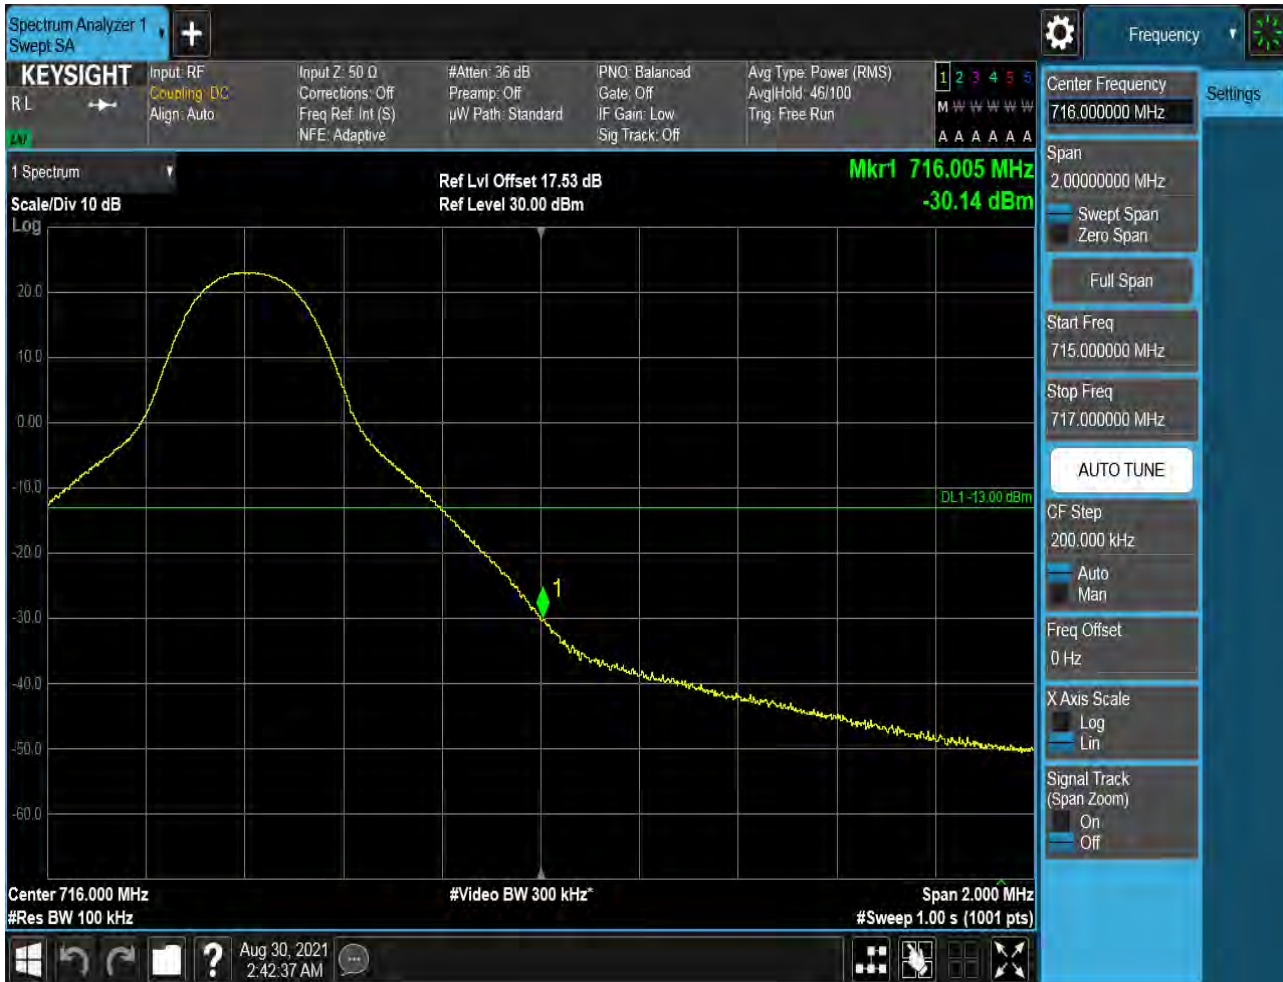 Spectrum Analyzer 1
Swept SA
+
Frequency
KEYSIGHT
R L
LNI
Input: RF
Coupling: DC
Align: Auto
Input Z: 50 Ω
Corrections: Off
Freq Ref: Int (S)
NFE: Adaptive
#Atten: 36 dB
Preamp: Off
µW Path: Standard
PNO: Balanced
Gate: Off
IF Gain: Low
Sig Track: Off
Avg Type: Power (RMS)
Avg|Hold: 46/100
Trig: Free Run
1 2 3 4 5 6
M W W W W W
A A A A A A
1 Spectrum
Scale/Div 10 dB
Log
Ref Lvl Offset 17.53 dB
Ref Level 30.00 dBm
Mkr1 716.005 MHz
-30.14 dBm
20.0
10.0
0.00
-10.0
DL1 -13.00 dBm
-20.0
1
-30.0
-40.0
-50.0
-60.0
Center 716.000 MHz
#Video BW 300 kHz*
Span 2.000 MHz
#Res BW 100 kHz
#Sweep 1.00 s (1001 pts)
?
Aug 30, 2021
2:42:37 AM
Center Frequency
716.000000 MHz
Settings
Span
2.00000000 MHz
Swept Span
Zero Span
Full Span
Start Freq
715.000000 MHz
Stop Freq
717.000000 MHz
AUTO TUNE
CF Step
200.000 kHz
Auto
Man
Freq Offset
0 Hz
X Axis Scale
Log
Lin
Signal Track
(Span Zoom)
On
Off